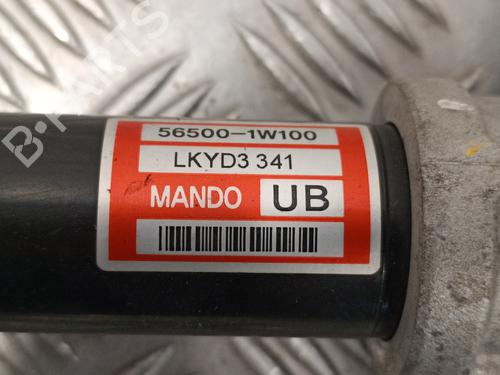 B-PARTS
56500-1W100
LKYD3 341
MANDO UB